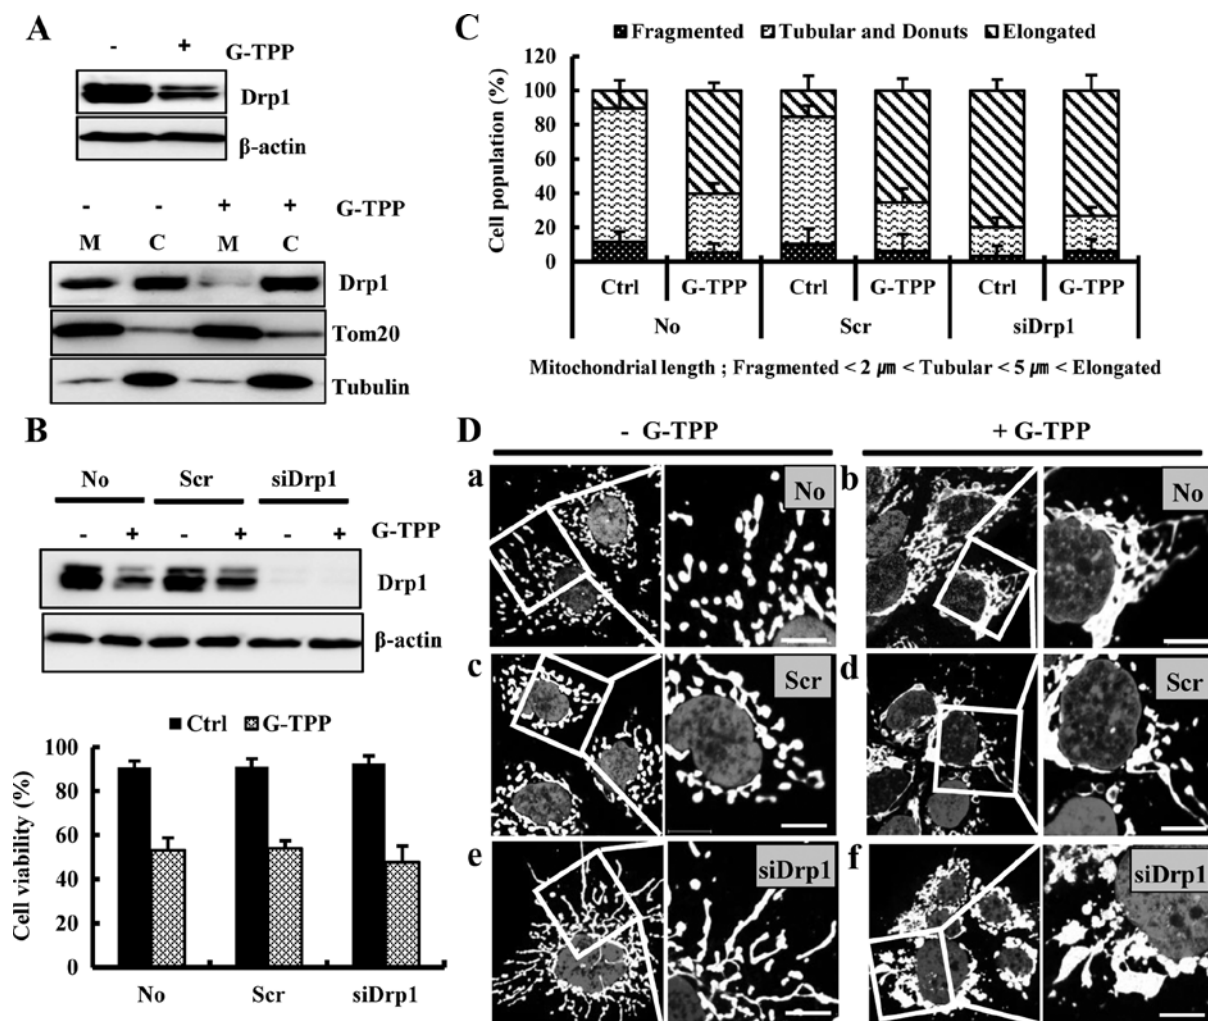 A
- + G-TPP
Drp1
β-actin
- - + + G-TPP
M C M C
Drp1
Tom20
Tubulin
B
No Scr siDrp1
- + - + - + G-TPP
Drp1
β-actin
Ctrl G-TPP
Cell viability (%)
100
80
60
40
20
0
No Scr siDrp1
C
Fragmented Tubular and Donuts Elongated
Cell population (%)
120
100
80
60
40
20
0
Ctrl G-TPP Ctrl G-TPP Ctrl G-TPP
No Scr siDrp1
Mitochondrial length ; Fragmented < 2 ㎛ < Tubular < 5 ㎛ < Elongated
D
- G-TPP + G-TPP
a No b No
c Scr d Scr
e siDrp1 f siDrp1